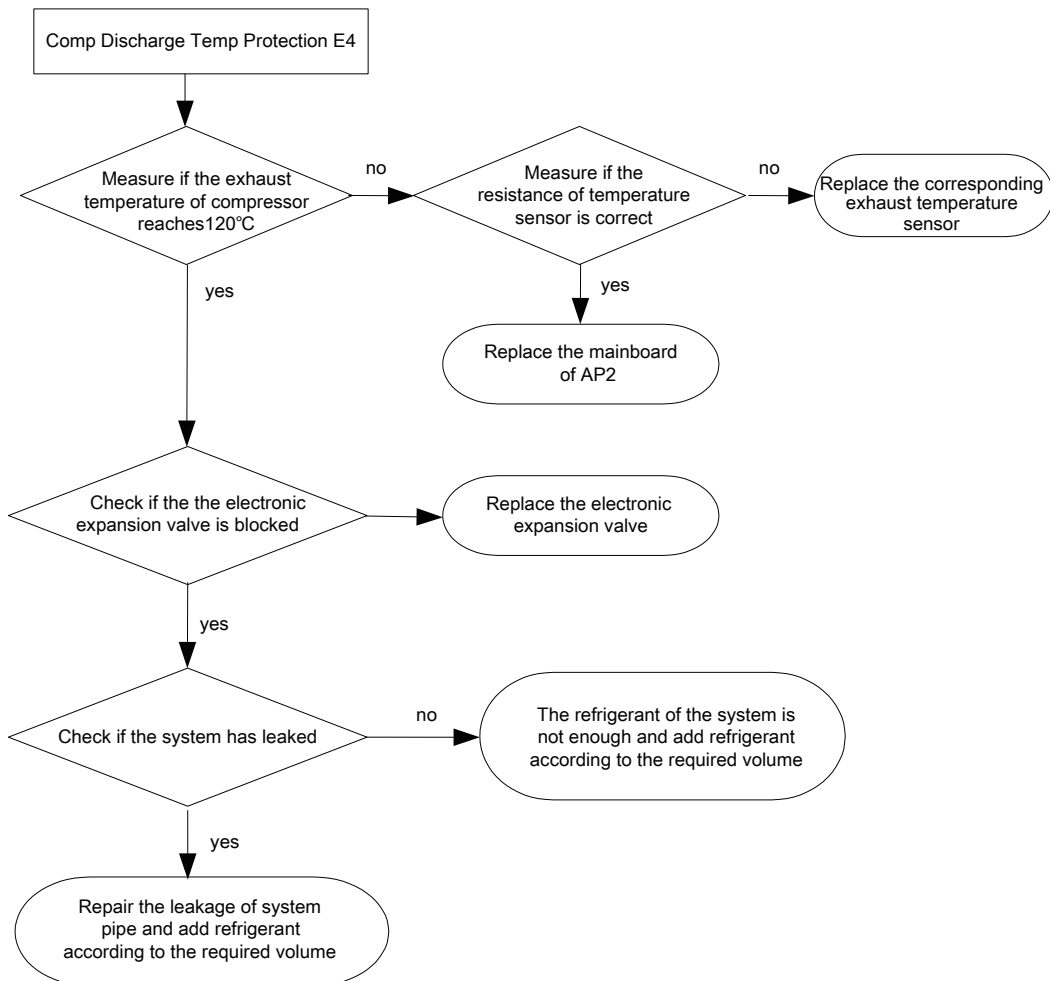 Comp Discharge Temp Protection E4
Measure if the exhaust
temperature of compressor
reaches120℃
no
Measure if the
resistance of temperature
sensor is correct
no
Replace the corresponding
exhaust temperature
sensor
yes
yes
Replace the mainboard
of AP2
Check if the the electronic
expansion valve is blocked
Replace the electronic
expansion valve
yes
Check if the system has leaked
no
The refrigerant of the system is
not enough and add refrigerant
according to the required volume
yes
Repair the leakage of system
pipe and add refrigerant
according to the required volume